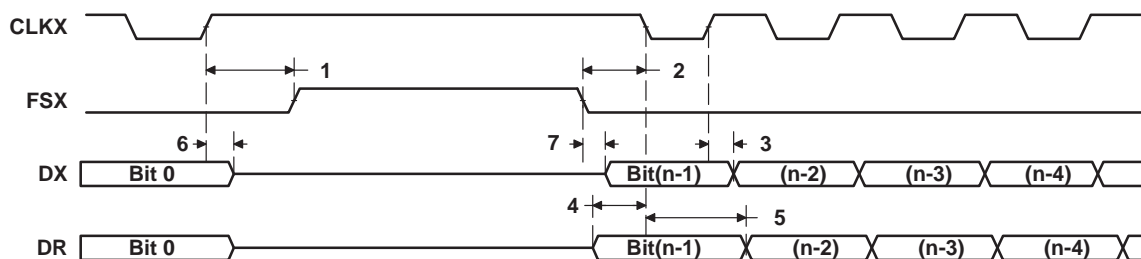 CLKX
1 2
FSX
6 7 3
DX Bit 0 Bit(n-1) (n-2) (n-3) (n-4)
4 5
DR Bit 0 Bit(n-1) (n-2) (n-3) (n-4)